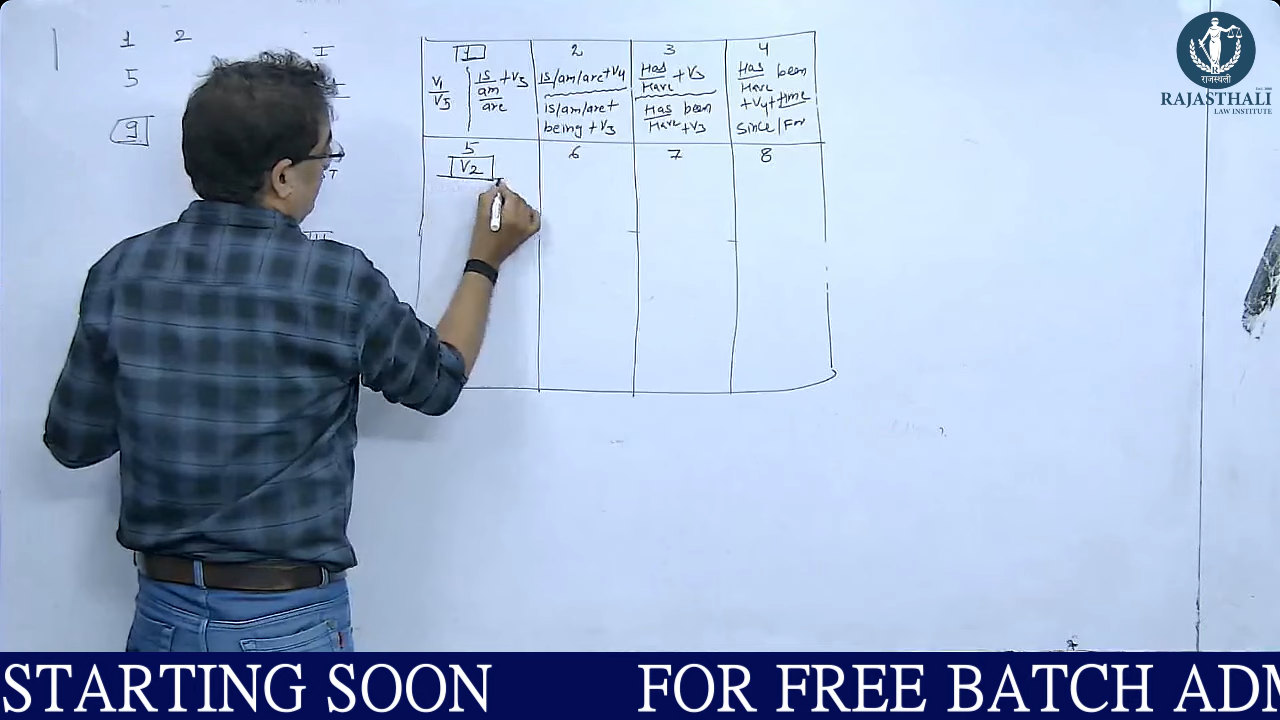 1 2
5
9
I
1 2 3 4
V1 / V5 | is / am / are +V3
is/am/are+V4
is/am/are+
being+V3
Has / Have +V3
Has / Have been +V3
Has / Have been
+V4+time
Since/For
5 6 7 8
V2
राजस्थली
RAJASTHALI
LAW INSTITUTE
STARTING SOON FOR FREE BATCH ADM